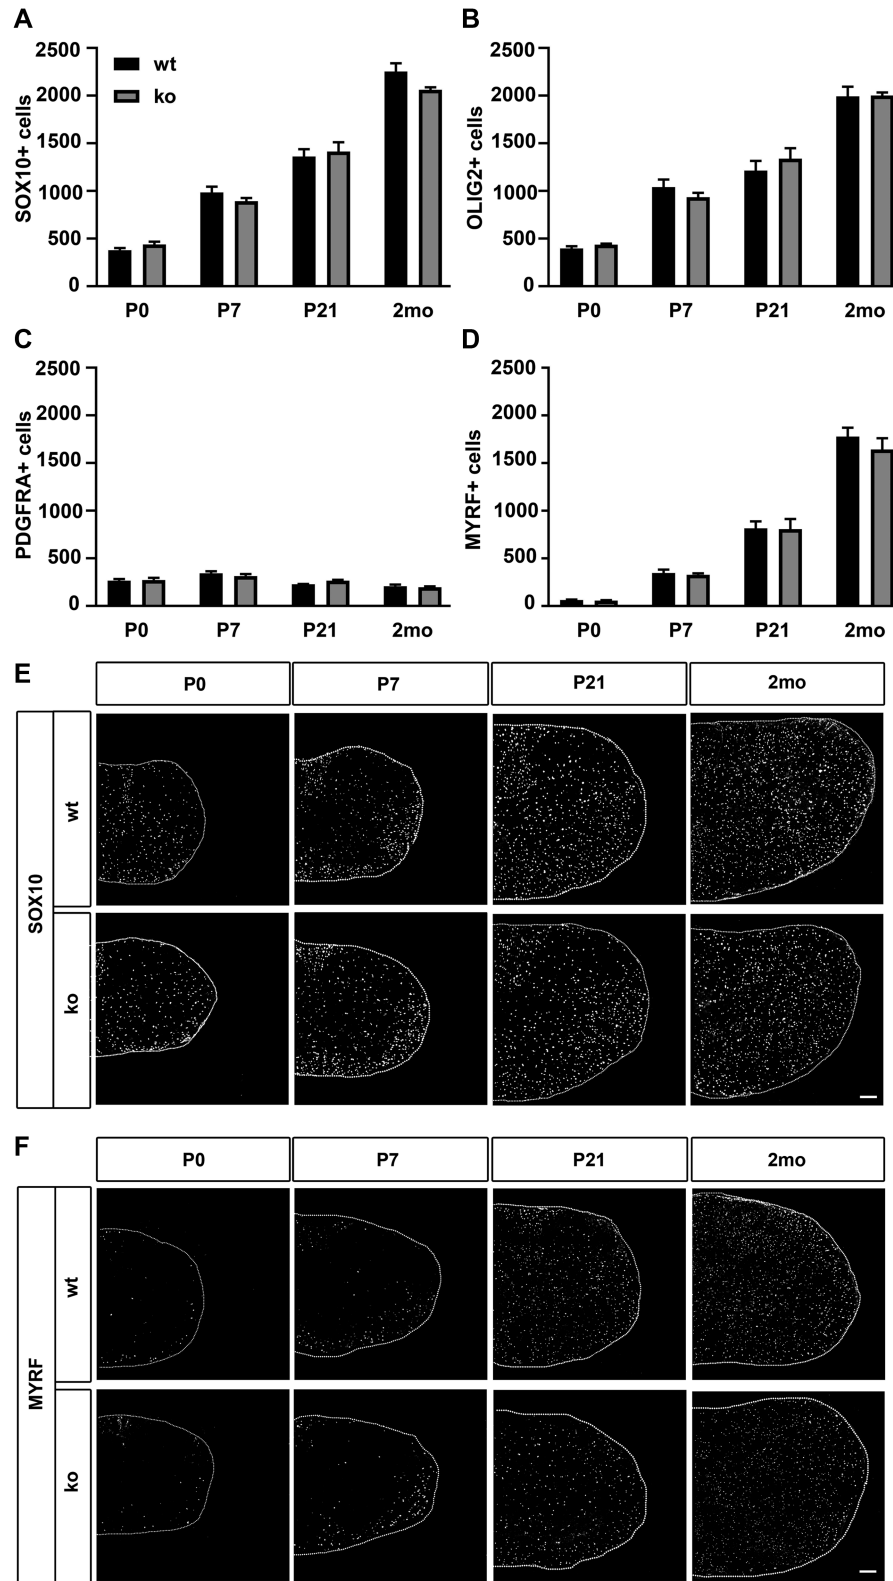 A
2500
2000
1500
1000
500
0
SOX10+ cells
wt
ko
P0 P7 P21 2mo
B
2500
2000
1500
1000
500
0
OLIG2+ cells
P0 P7 P21 2mo
C
2500
2000
1500
1000
500
0
PDGFRA+ cells
P0 P7 P21 2mo
D
2500
2000
1500
1000
500
0
MYRF+ cells
P0 P7 P21 2mo
E
P0 P7 P21 2mo
SOX10
wt
ko
F
P0 P7 P21 2mo
MYRF
wt
ko